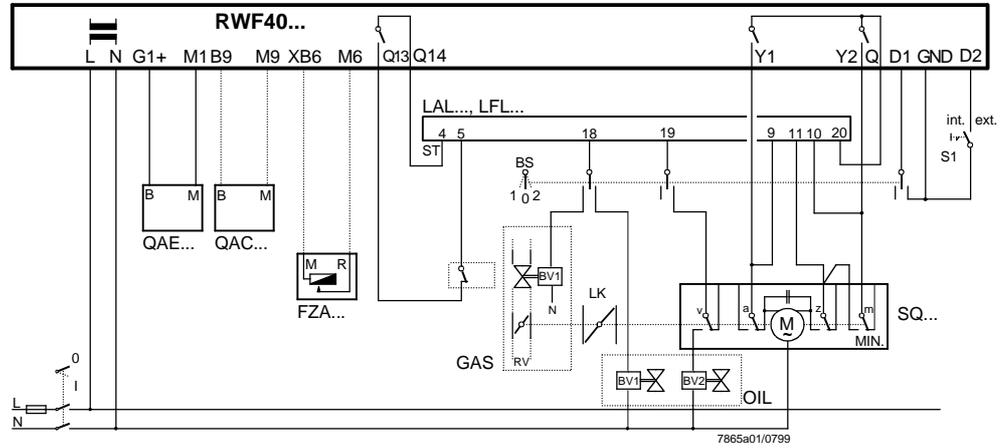 RWF40...
L N G1+ M1 B9 M9 XB6 M6 Q13 Q14 Y1 Y2 Q D1 GND D2
LAL..., LFL...
4 5 18 19 9 11 10 20
ST
int. ext.
S1
BS
1 0 2
B M B M
QAE... QAC...
M R
FZA...
BV1
N
LK
RV
GAS
v a M ~ z m
MIN.
SQ...
BV1 BV2
OIL
0
I
L
N
7865a01/0799